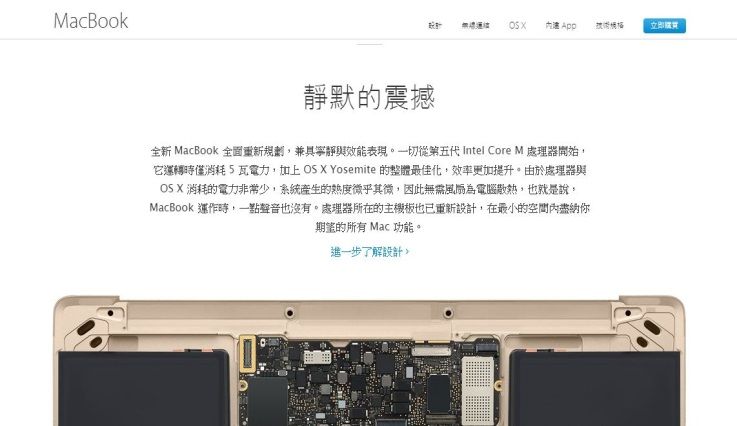 MacBook
設計 無線連結 OS X 內建 App 技術規格 立即購買
靜默的震撼
全新 MacBook 全面重新規劃，兼具寧靜與效能表現。一切從第五代 Intel Core M 處理器開始，
它運轉時僅消耗 5 瓦電力，加上 OS X Yosemite 的整體最佳化，效率更加提升。由於處理器與
OS X 消耗的電力非常少，系統產生的熱度微乎其微，因此無需風扇為電腦散熱，也就是說，
MacBook 運作時，一點聲音也沒有。處理器所在的主機板也已重新設計，在最小的空間內盡納你
期望的所有 Mac 功能。
進一步了解設計 >